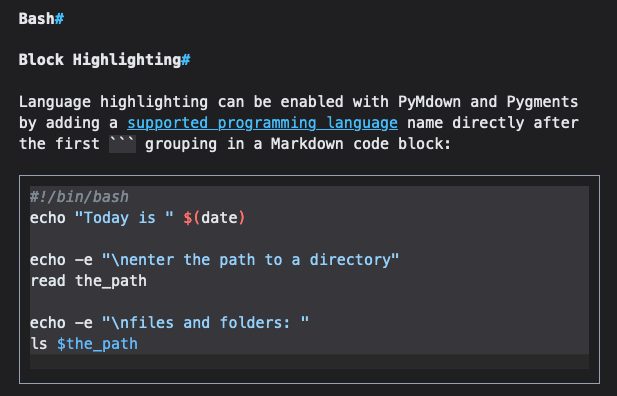 Bash#
Block Highlighting#
Language highlighting can be enabled with PyMdown and Pygments
by adding a supported programming language name directly after
the first ``` grouping in a Markdown code block:
#!/bin/bash
echo "Today is " $(date)
echo -e "\nenter the path to a directory"
read the_path
echo -e "\nfiles and folders: "
ls $the_path